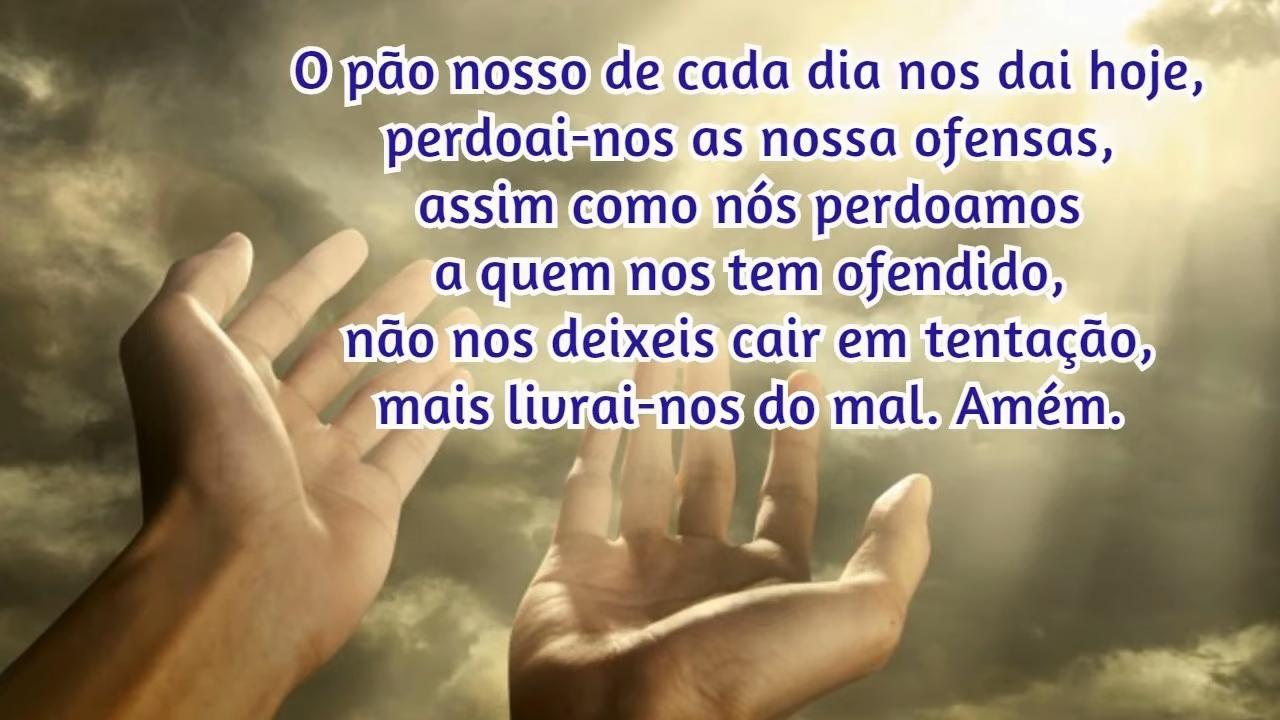 O pão nosso de cada dia nos dai hoje,
perdoai-nos as nossa ofensas,
assim como nós perdoamos
a quem nos tem ofendido,
não nos deixeis cair em tentação,
mais livrai-nos do mal. Amém.